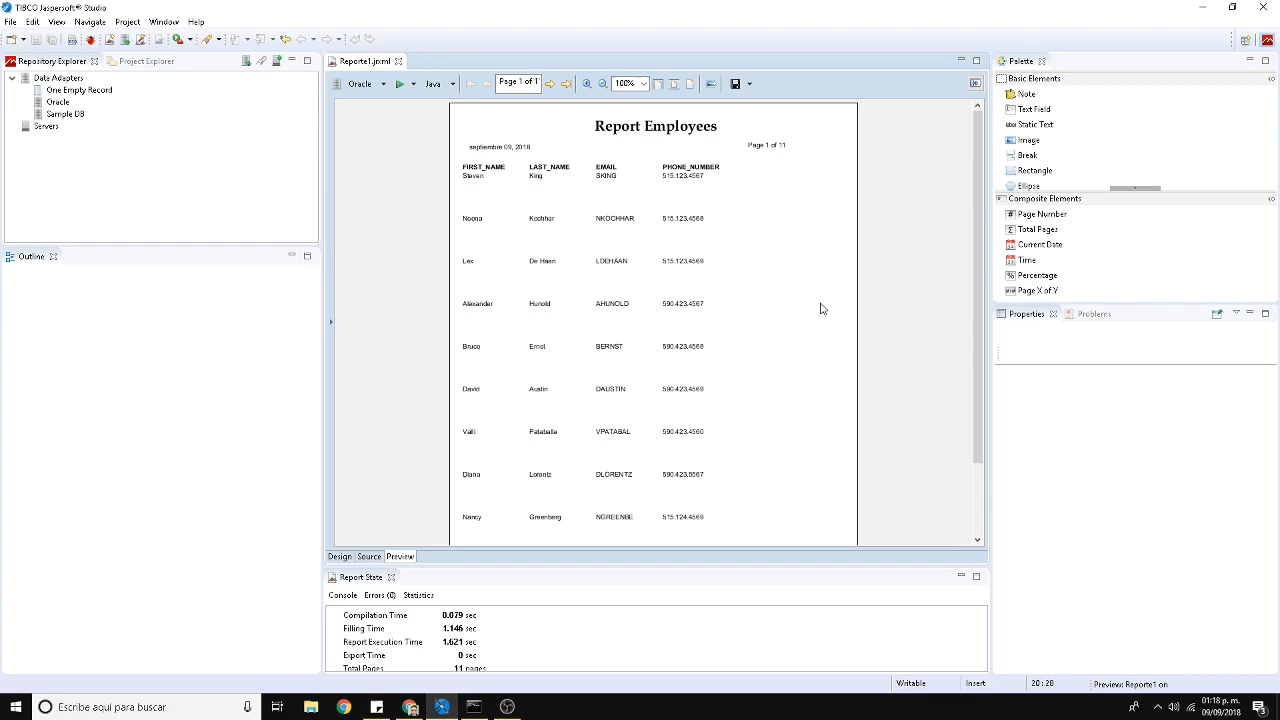 TIBCO Jaspersoft® Studio
File Edit View Navigate Project Window Help
Repository Explorer Project Explorer
Data Adapters
One Empty Record
Oracle
Sample DB
Servers
Outline
Reporte1.jrxml
Oracle Java Page 1 of 1 100%
Report Employees
septiembre 09, 2018 Page 1 of 11
FIRST_NAME LAST_NAME EMAIL PHONE_NUMBER
Steven King SKING 515.123.4567
Neena Kochhar NKOCHHAR 515.123.4568
Lex De Haan LDEHAAN 515.123.4569
Alexander Hunold AHUNOLD 590.423.4567
Bruce Ernst BERNST 590.423.4568
David Austin DAUSTIN 590.423.4569
Valli Pataballa VPATABAL 590.423.4560
Diana Lorentz DLORENTZ 590.423.5567
Nancy Greenberg NGREENBE 515.124.4569
Design Source Preview
Report State
Console Errors (0) Statistics
Compilation Time 0.079 sec
Filling Time 1.146 sec
Report Execution Time 1.621 sec
Export Time 0 sec
Total Pages 11 pages
Palette
Basic Elements
Note
Text Field
Static Text
Image
Break
Rectangle
Ellipse
Composite Elements
Page Number
Total Pages
Current Date
Time
Percentage
Page X of Y
Properties Problems
Writable Insert 20 : 28 Preview: Reporte1 on
Escribe aquí para buscar
01:18 p. m.
09/09/2018
3